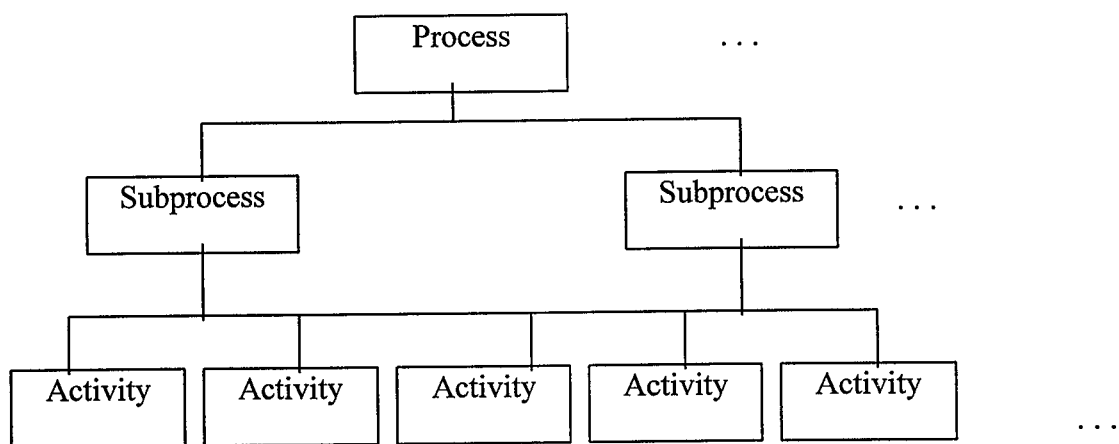 Process ...
Subprocess Subprocess ...
Activity Activity Activity Activity Activity ...